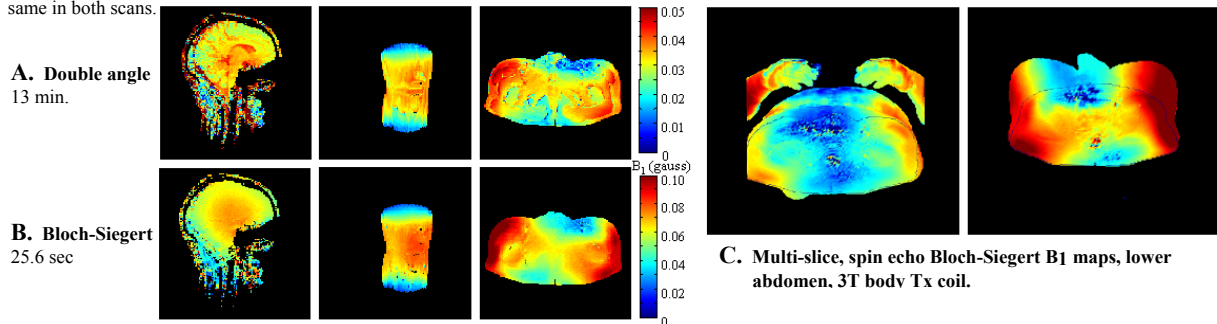 same in both scans.
A. Double angle
13 min.
0.05
0.04
0.03
0.02
0.01
0
B1 (gauss)
B. Bloch-Siegert
25.6 sec
0.10
0.08
0.06
0.04
0.02
0
C. Multi-slice, spin echo Bloch-Siegert B1 maps, lower
abdomen, 3T body Tx coil.